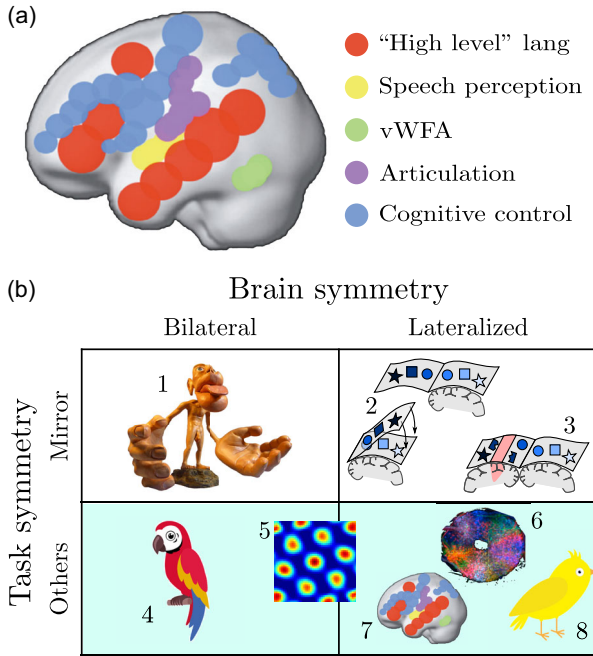 (a)
“High level” lang
Speech perception
vWFA
Articulation
Cognitive control
(b)
Brain symmetry
Bilateral
Lateralized
Task symmetry
Mirror
Others
1
2
3
4
5
6
7
8